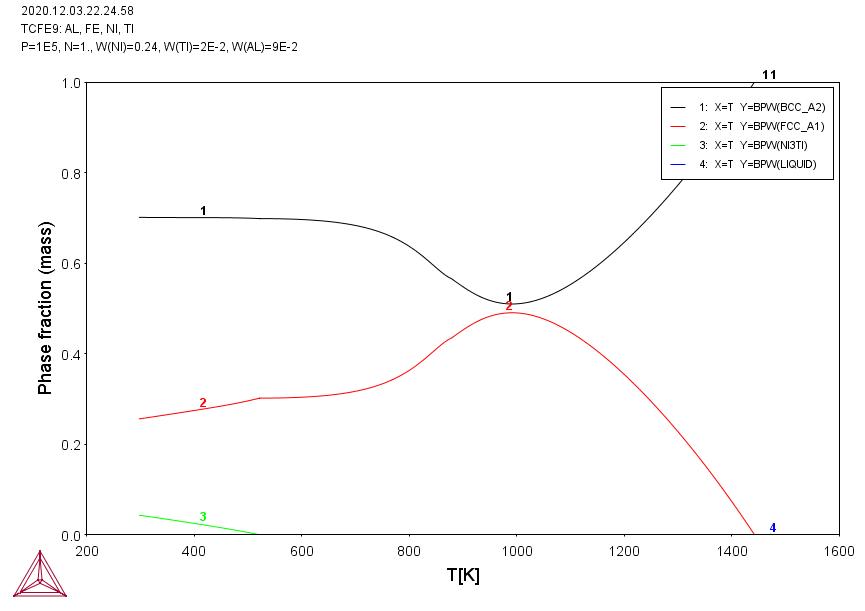 2020.12.03.22.24.58
TCFE9: AL, FE, NI, TI
P=1E5, N=1., W(NI)=0.24, W(TI)=2E-2, W(AL)=9E-2
11
1: X=T Y=BPW(BCC_A2)
2: X=T Y=BPW(FCC_A1)
3: X=T Y=BPW(NI3TI)
4: X=T Y=BPW(LIQUID)
1.0
0.8
0.6
0.4
0.2
0.0
Phase fraction (mass)
1
1
2
2
3
4
200
400
600
800
1000
1200
1400
1600
T[K]